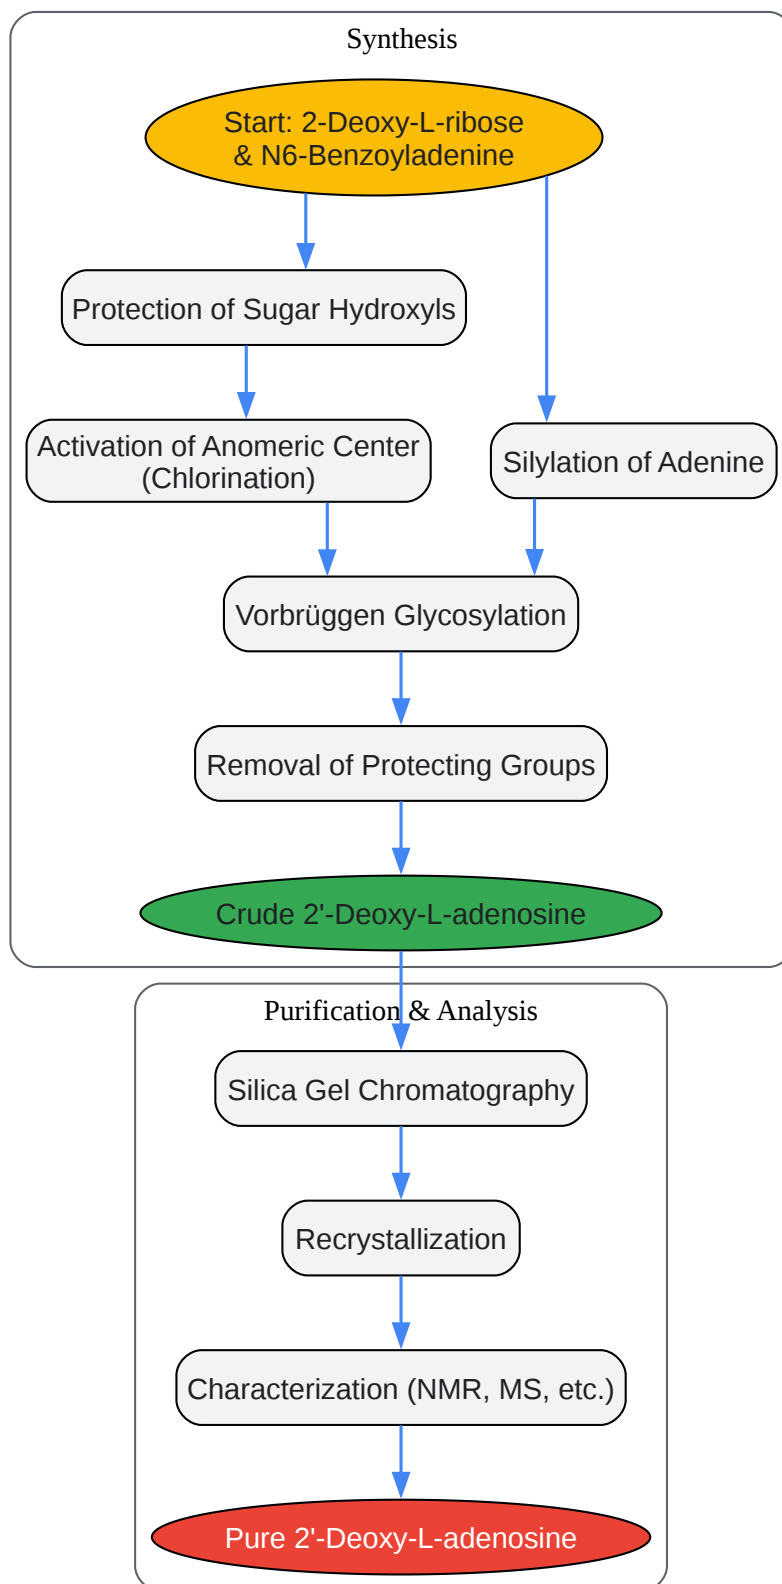 Synthesis
Start: 2-Deoxy-L-ribose
& N6-Benzoyladenine
Protection of Sugar Hydroxyls
Activation of Anomeric Center
(Chlorination)
Silylation of Adenine
Vorbrüggen Glycosylation
Removal of Protecting Groups
Crude 2'-Deoxy-L-adenosine
Purification & Analysis
Silica Gel Chromatography
Recrystallization
Characterization (NMR, MS, etc.)
Pure 2'-Deoxy-L-adenosine